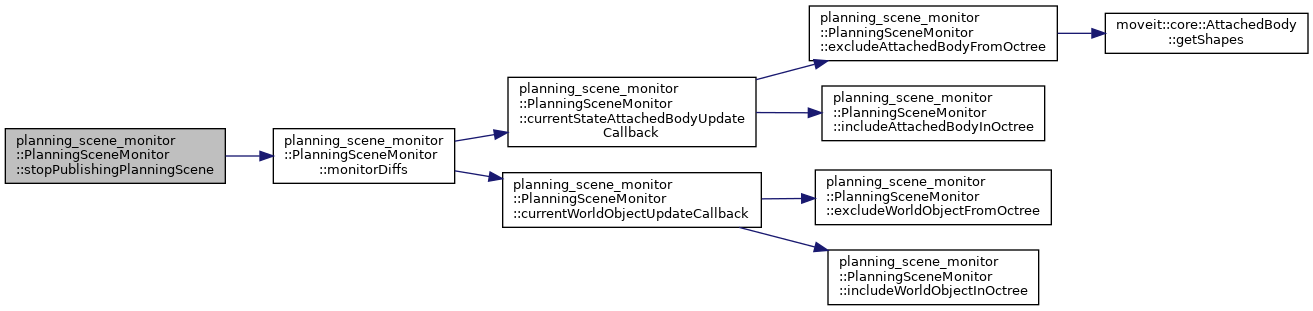 planning_scene_monitor
::PlanningSceneMonitor
::stopPublishingPlanningScene
planning_scene_monitor
::PlanningSceneMonitor
::monitorDiffs
planning_scene_monitor
::PlanningSceneMonitor
::currentStateAttachedBodyUpdate
Callback
planning_scene_monitor
::PlanningSceneMonitor
::currentWorldObjectUpdateCallback
planning_scene_monitor
::PlanningSceneMonitor
::excludeAttachedBodyFromOctree
planning_scene_monitor
::PlanningSceneMonitor
::includeAttachedBodyInOctree
planning_scene_monitor
::PlanningSceneMonitor
::excludeWorldObjectFromOctree
planning_scene_monitor
::PlanningSceneMonitor
::includeWorldObjectInOctree
moveit::core::AttachedBody
::getShapes